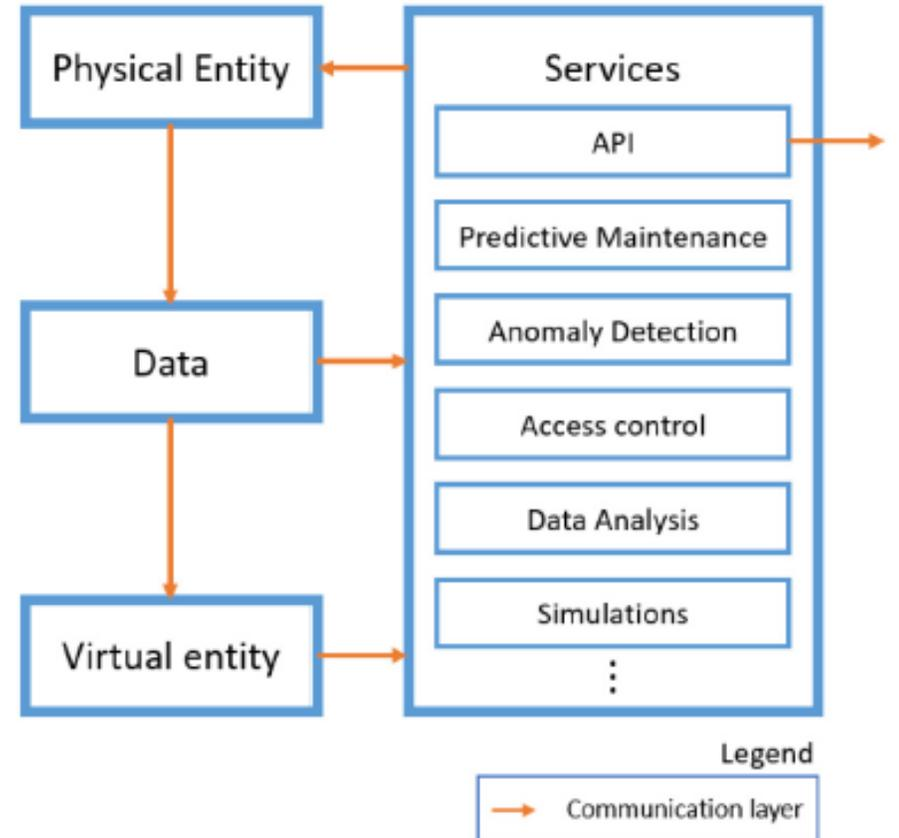 Physical Entity
Services
API
Predictive Maintenance
Anomaly Detection
Data
Access control
Data Analysis
Simulations
Virtual entity
⋮
Legend
Communication layer